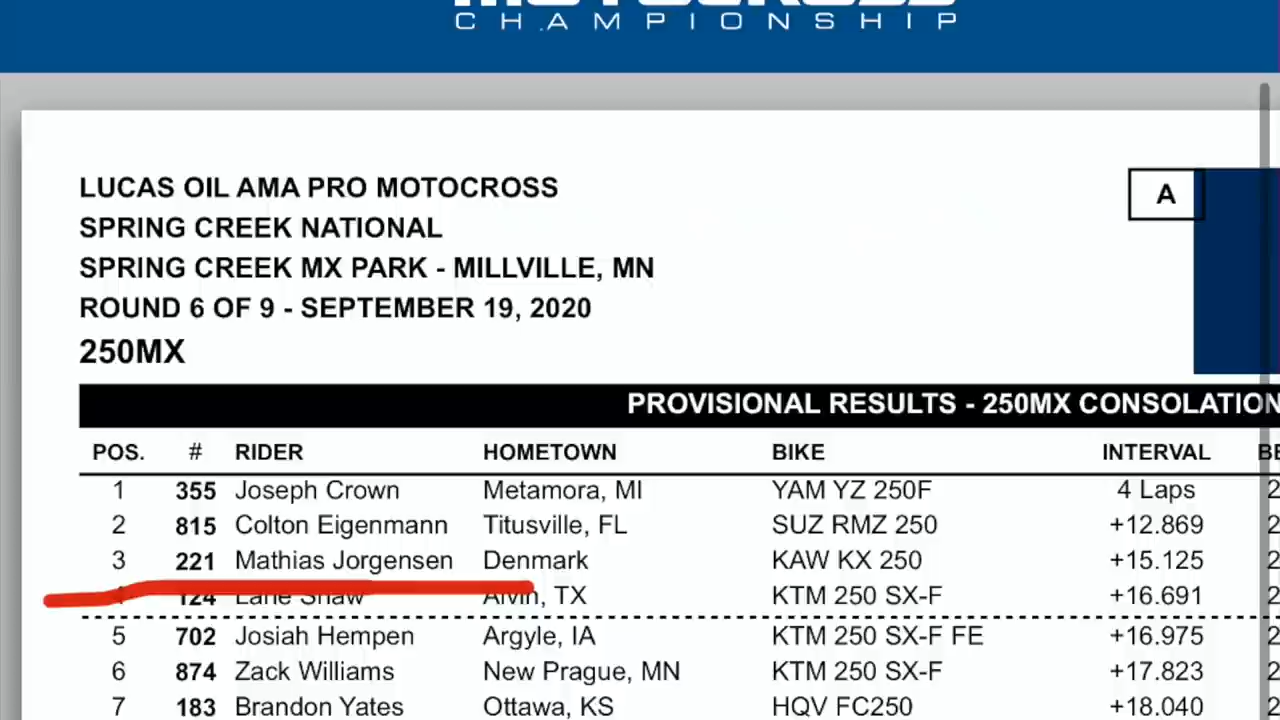 CHAMPIONSHIP
LUCAS OIL AMA PRO MOTOCROSS
A
SPRING CREEK NATIONAL
SPRING CREEK MX PARK - MILLVILLE, MN
ROUND 6 OF 9 - SEPTEMBER 19, 2020
250MX
PROVISIONAL RESULTS - 250MX CONSOLATION
POS. # RIDER HOMETOWN BIKE INTERVAL
1 355 Joseph Crown Metamora, MI YAM YZ 250F 4 Laps
2 815 Colton Eigenmann Titusville, FL SUZ RMZ 250 +12.869
3 221 Mathias Jorgensen Denmark KAW KX 250 +15.125
4 124 Lane Shaw Alvin, TX KTM 250 SX-F +16.691
5 702 Josiah Hempen Argyle, IA KTM 250 SX-F FE +16.975
6 874 Zack Williams New Prague, MN KTM 250 SX-F +17.823
7 183 Brandon Yates Ottawa, KS HQV FC250 +18.040